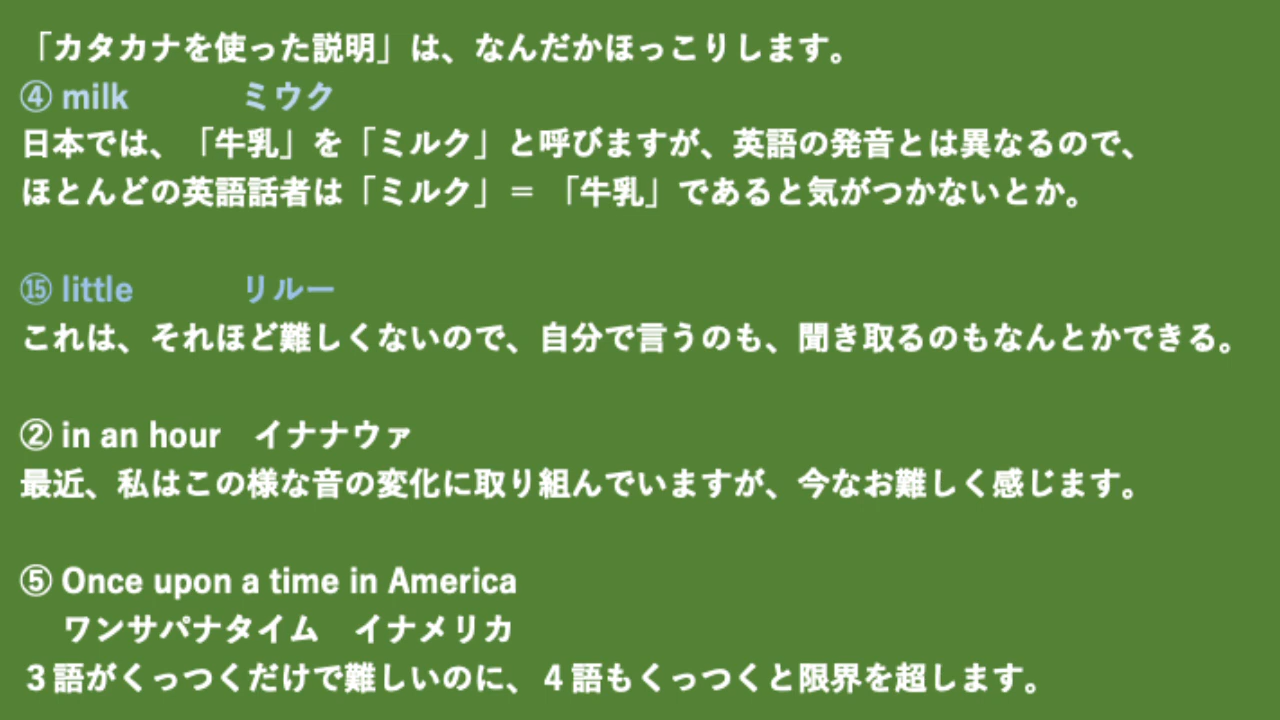 「カタカナを使った説明」は、なんだかほっこりします。
④ milk　　　ミウク
日本では、「牛乳」を「ミルク」と呼びますが、英語の発音とは異なるので、
ほとんどの英語話者は「ミルク」＝「牛乳」であると気がつかないとか。
⑮ little　　　リルー
これは、それほど難しくないので、自分で言うのも、聞き取るのもなんとかできる。
② in an hour　イナナウァ
最近、私はこの様な音の変化に取り組んでいますが、今なお難しく感じます。
⑤ Once upon a time in America
ワンサパナタイム　イナメリカ
３語がくっつくだけで難しいのに、４語もくっつくと限界を超します。